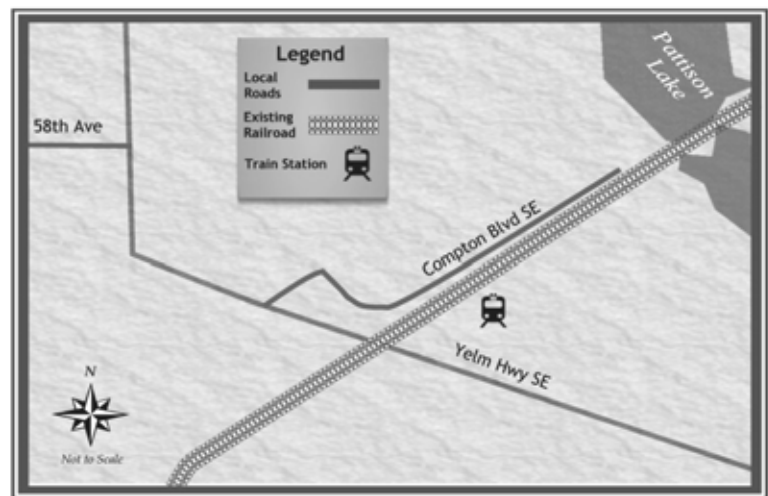 Legend
Local
Roads
Existing
Railroad
Train Station
Pattison
Lake
58th Ave
Compton Blvd SE
Yelm Hwy SE
N
Not to Scale